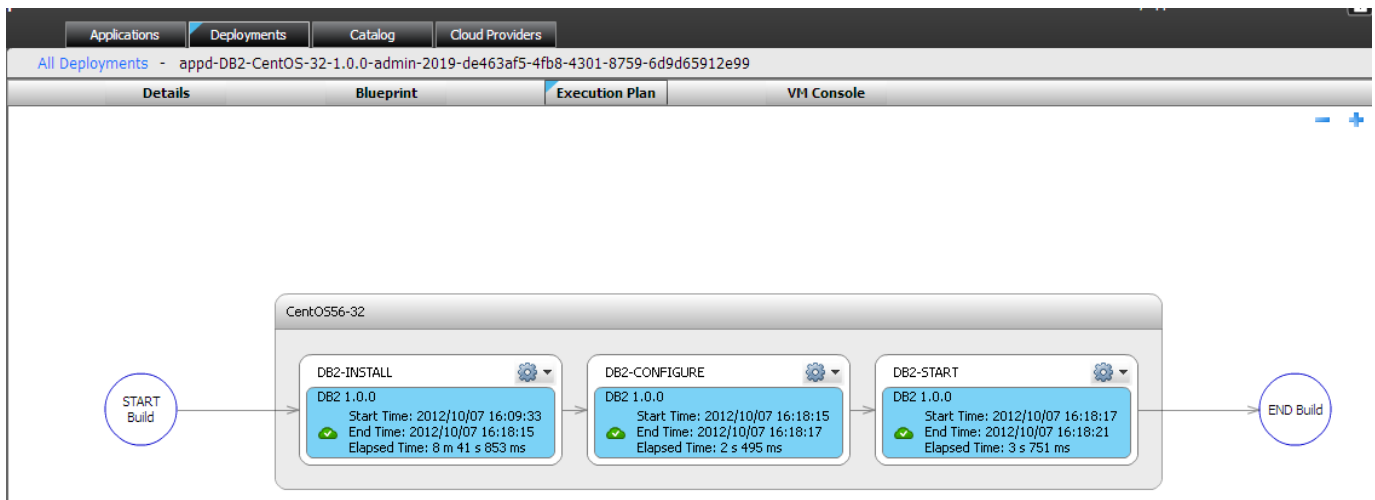 Applications Deployments Catalog Cloud Providers
All Deployments - appd-DB2-CentOS-32-1.0.0-admin-2019-de463af5-4fb8-4301-8759-6d9d65912e99
Details Blueprint Execution Plan VM Console
CentOS56-32
START
Build
DB2-INSTALL
DB2 1.0.0
Start Time: 2012/10/07 16:09:33
End Time: 2012/10/07 16:18:15
Elapsed Time: 8 m 41 s 853 ms
DB2-CONFIGURE
DB2 1.0.0
Start Time: 2012/10/07 16:18:15
End Time: 2012/10/07 16:18:17
Elapsed Time: 2 s 495 ms
DB2-START
DB2 1.0.0
Start Time: 2012/10/07 16:18:17
End Time: 2012/10/07 16:18:21
Elapsed Time: 3 s 751 ms
END Build